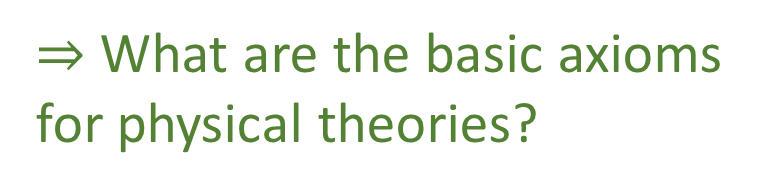 ⇒ What are the basic axioms
for physical theories?